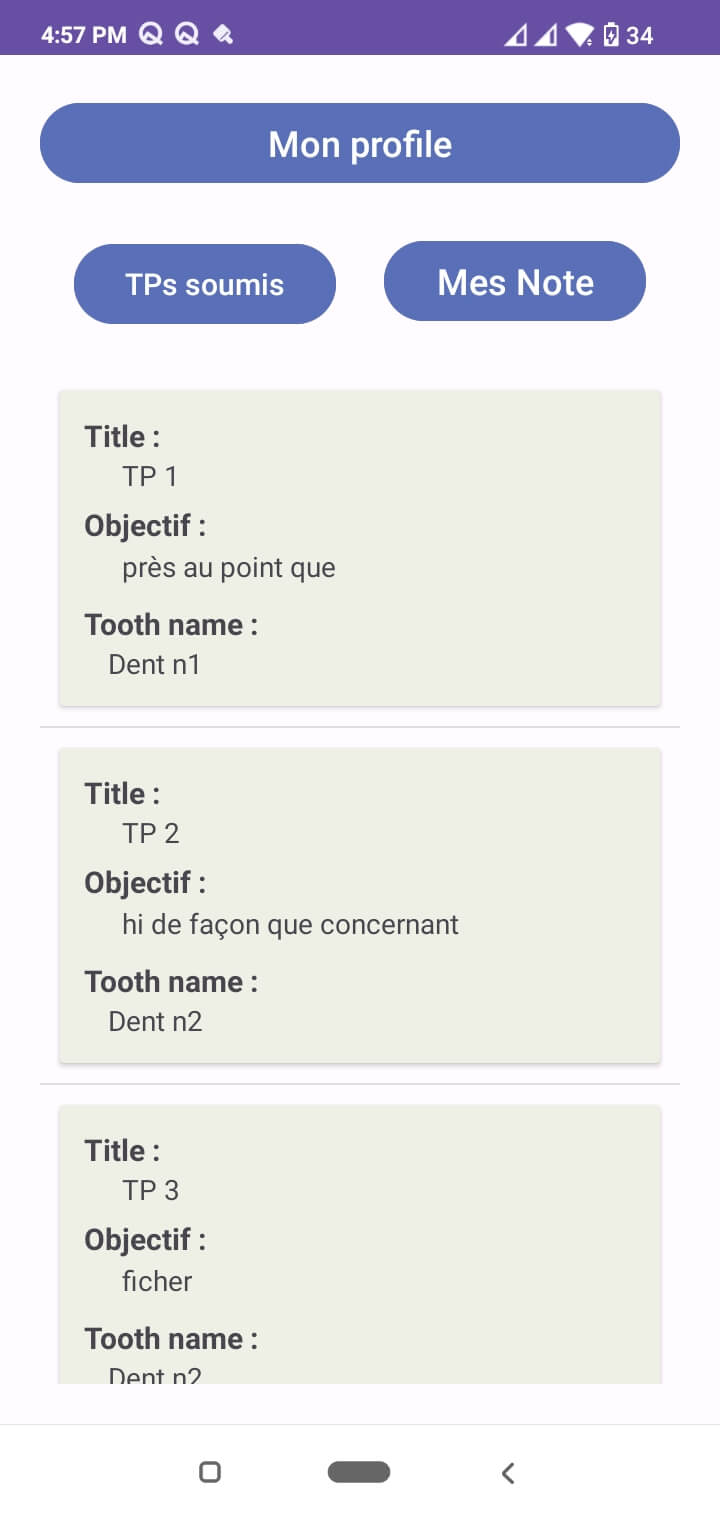 4:57 PM 34
Mon profile
TPs soumis Mes Note
Title :
TP 1
Objectif :
près au point que
Tooth name :
Dent n1
Title :
TP 2
Objectif :
hi de façon que concernant
Tooth name :
Dent n2
Title :
TP 3
Objectif :
ficher
Tooth name :
Dent n2